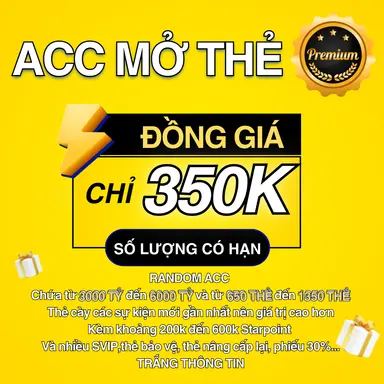 ACC MỞ THẺ
Premium
ĐỒNG GIÁ
CHỈ 350K
SỐ LƯỢNG CÓ HẠN
RANDOM ACC
Chứa từ 3000 TỶ đến 6000 TỶ và từ 650 THẺ đến 1350 THẺ
Thẻ cày các sự kiện mới gần nhất nên giá trị cao hơn
Kèm khoảng 200k đến 600k Starpoint
Và nhiều SVIP,thẻ bảo vệ, thẻ nâng cấp lại, phiếu 30%...
TRẮNG THÔNG TIN